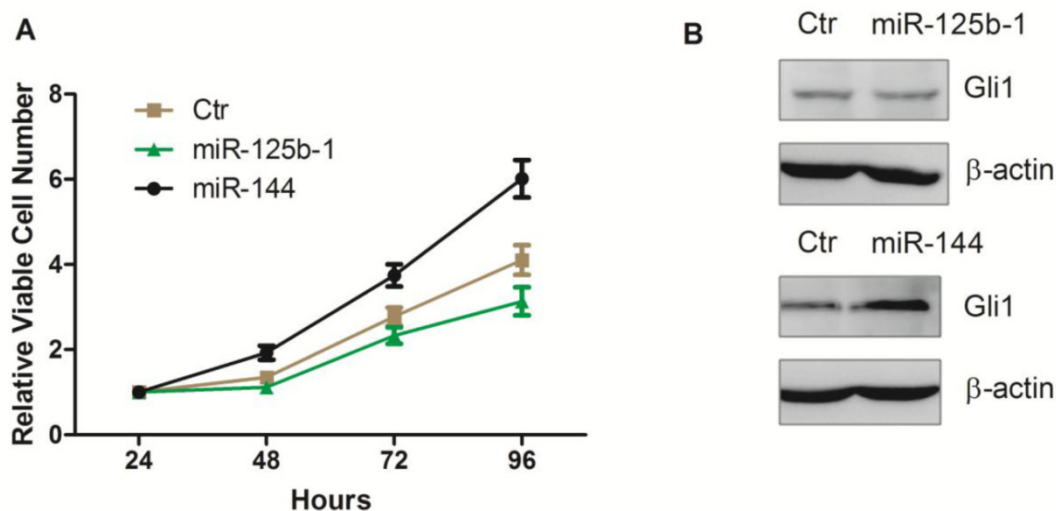 A
Relative Viable Cell Number
8
6
4
2
0
24 48 72 96
Hours
Ctr
miR-125b-1
miR-144
B
Ctr miR-125b-1
Gli1
β-actin
Ctr miR-144
Gli1
β-actin